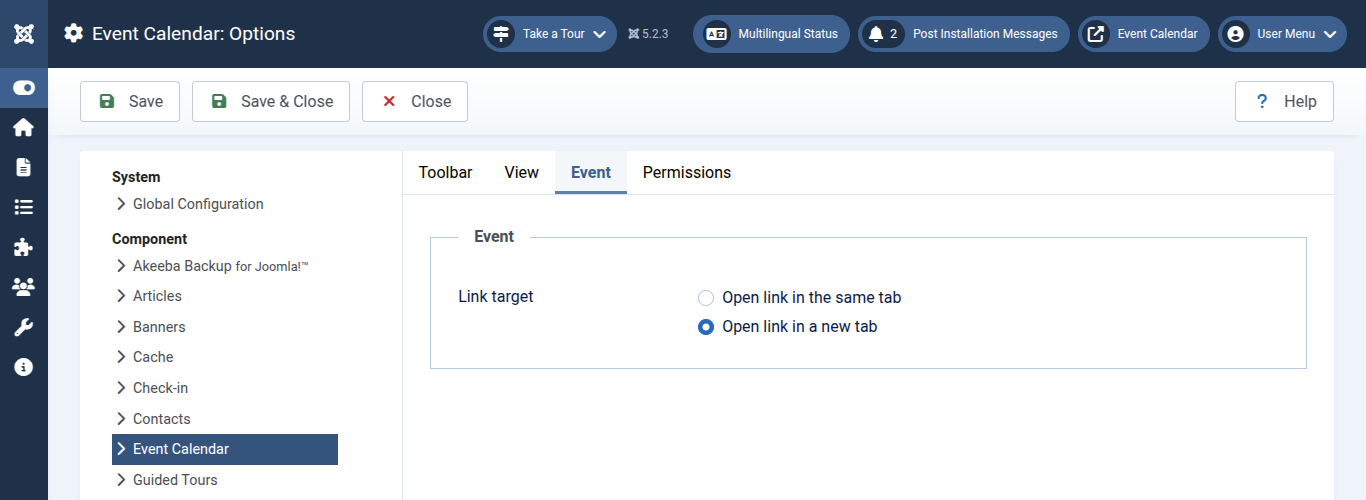 Event Calendar: Options
Take a Tour
5.2.3
Multilingual Status
2 Post Installation Messages
Event Calendar
User Menu
Save
Save & Close
Close
? Help
System
Global Configuration
Component
Akeeba Backup for Joomla!™
Articles
Banners
Cache
Check-in
Contacts
Event Calendar
Guided Tours
Toolbar
View
Event
Permissions
Event
Link target
Open link in the same tab
Open link in a new tab